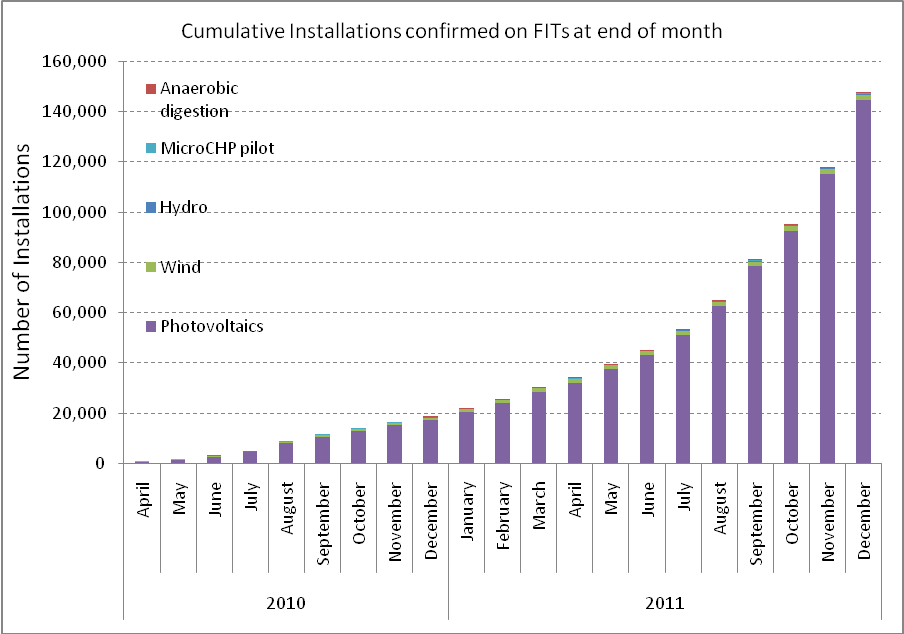 Cumulative Installations confirmed on FITs at end of month
Number of Installations
160,000
140,000
120,000
100,000
80,000
60,000
40,000
20,000
0
Anaerobic
digestion
MicroCHP pilot
Hydro
Wind
Photovoltaics
April
May
June
July
August
September
October
November
December
January
February
March
April
May
June
July
August
September
October
November
December
2010
2011